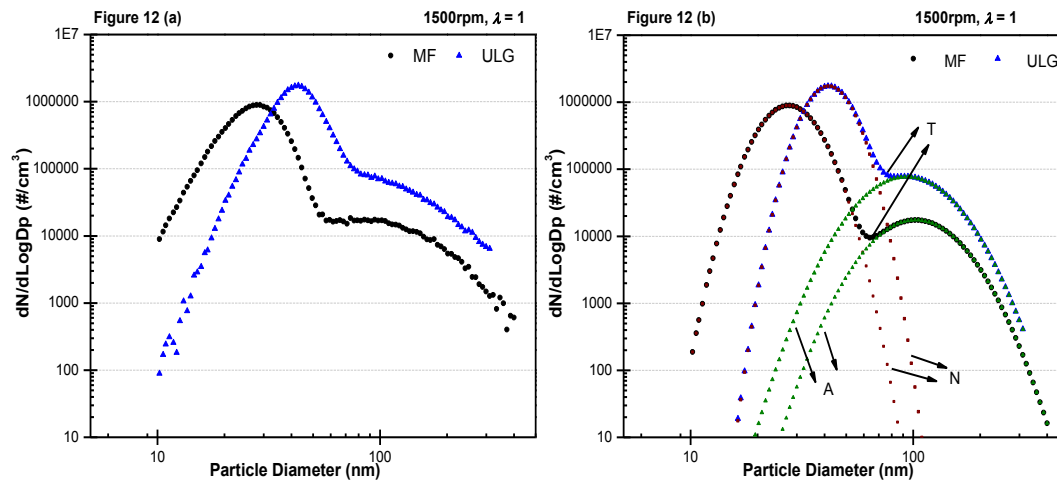 Figure 12 (a) 1500rpm, λ = 1
1E7
1000000
100000
10000
1000
100
10
dN/dLogDp (#/cm³)
MF ULG
10 100
Particle Diameter (nm)
Figure 12 (b) 1500rpm, λ = 1
1E7
1000000
100000
10000
1000
100
10
dN/dLogDp (#/cm³)
MF ULG
T
N
A
10 100
Particle Diameter (nm)